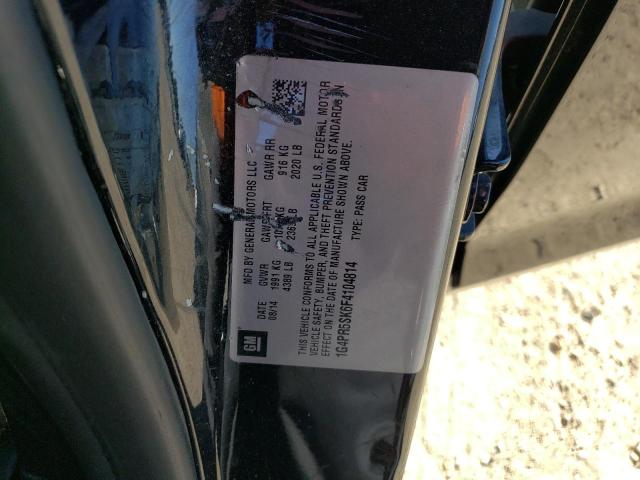 GM
MFD BY GENERAL MOTORS LLC
DATE GVWR GAWR FRT GAWR RR
08/14 1991 KG KG 916 KG
4389 LB LB 2020 LB
THIS VEHICLE CONFORMS TO ALL APPLICABLE U.S. FEDERAL MOTOR
VEHICLE SAFETY, BUMPER, AND THEFT PREVENTION STANDARDS IN
EFFECT ON THE DATE OF MANUFACTURE SHOWN ABOVE.
1G4PR5SK6F4104814 TYPE: PASS CAR